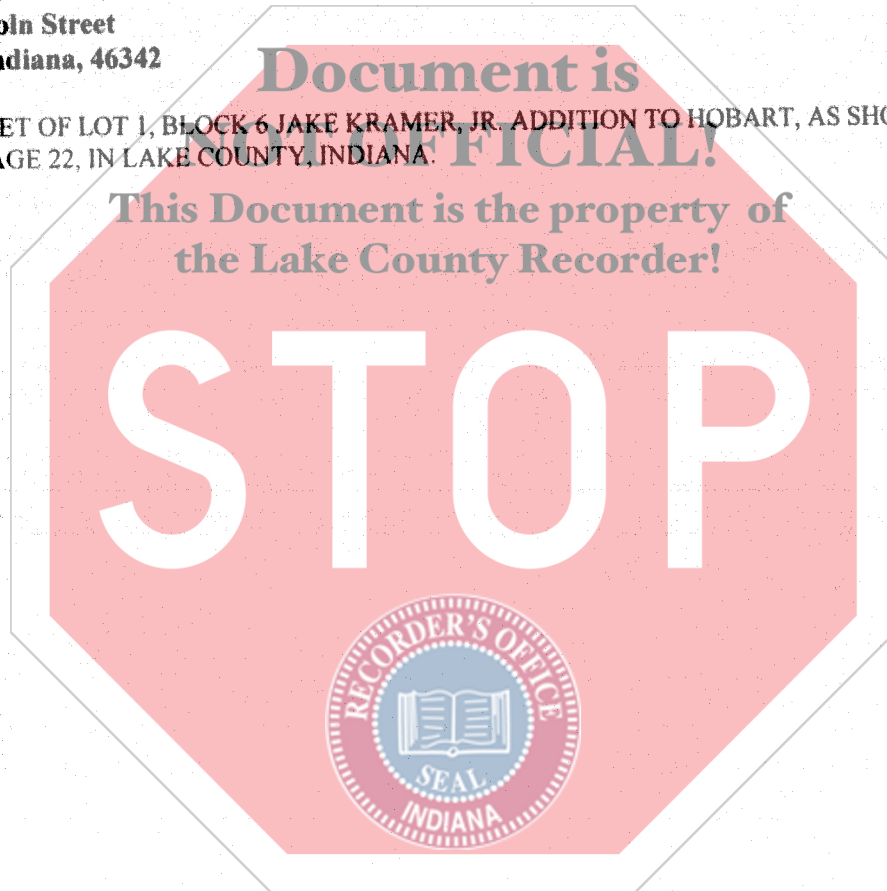 oln Street
ndiana, 46342
Document is
ET OF LOT 1, BLOCK 6 JAKE KRAMER, JR. ADDITION TO HOBART, AS SHO
NOT OFFICIAL!
AGE 22, IN LAKE COUNTY, INDIANA.
This Document is the property of
the Lake County Recorder!
STOP
RECORDER'S OFFICE
SEAL
INDIANA